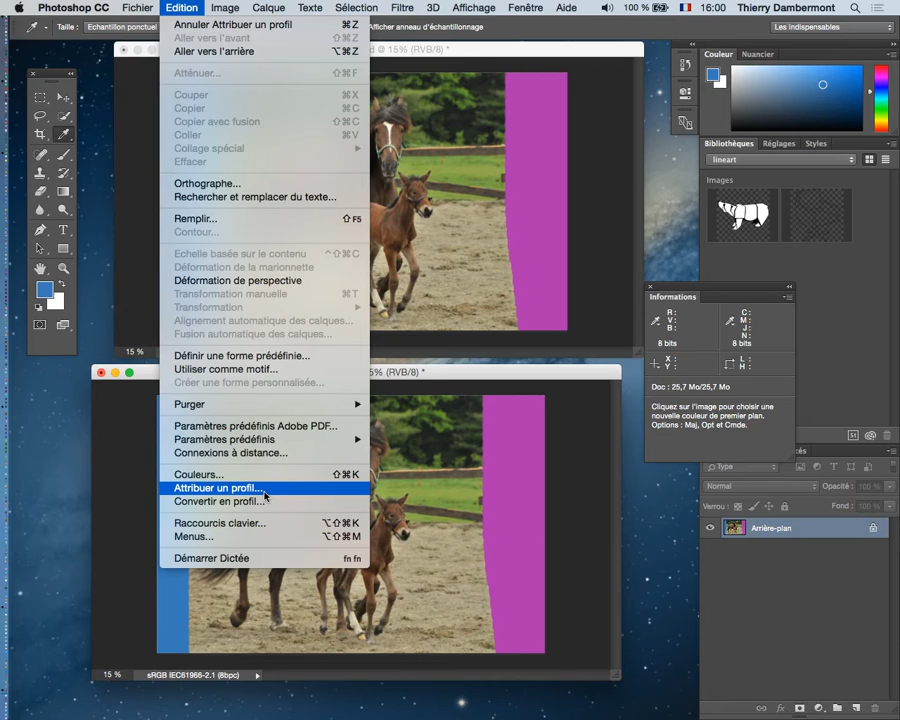 Photoshop CC Fichier Edition Image Calque Texte Sélection Filtre 3D Affichage Fenêtre Aide 100 % 16:00 Thierry Dambermont
Taille : Echantillon ponctuel
Afficher anneau d'échantillonnage
Les indispensables
Annuler Attribuer un profil ⌘Z
Aller vers l'avant ⇧⌘Z
Aller vers l'arrière ⌥⌘Z
Atténuer... ⇧⌘F
Couper ⌘X
Copier ⌘C
Copier avec fusion ⇧⌘C
Coller ⌘V
Collage spécial
Effacer
Orthographe...
Rechercher et remplacer du texte...
Remplir... ⇧F5
Contour...
Echelle basée sur le contenu ⌥⇧⌘C
Déformation de la marionnette
Déformation de perspective
Transformation manuelle ⌘T
Transformation
Alignement automatique des calques...
Fusion automatique des calques...
Définir une forme prédéfinie...
Utiliser comme motif...
Créer une forme personnalisée...
Purger
Paramètres prédéfinis Adobe PDF...
Paramètres prédéfinis
Connexions à distance...
Couleurs... ⇧⌘K
Attribuer un profil...
Convertir en profil...
Raccourcis clavier... ⌥⇧⌘K
Menus... ⌥⇧⌘M
Démarrer Dictée fn fn
@ 15% (RVB/8) *
15 %
5% (RVB/8) *
15 % sRGB IEC61966-2.1 (8bpc)
Couleur Nuancier
Bibliothèques Réglages Styles
lineart
Images
Informations
R : C :
V : M :
B : J :
N :
8 bits 8 bits
X : L :
Y : H :
Doc : 25,7 Mo/25,7 Mo
Cliquez sur l'image pour choisir une
nouvelle couleur de premier plan.
Options : Maj, Opt et Cmde.
Type
Normal Opacité : 100 %
Verrou : Fond : 100 %
Arrière-plan